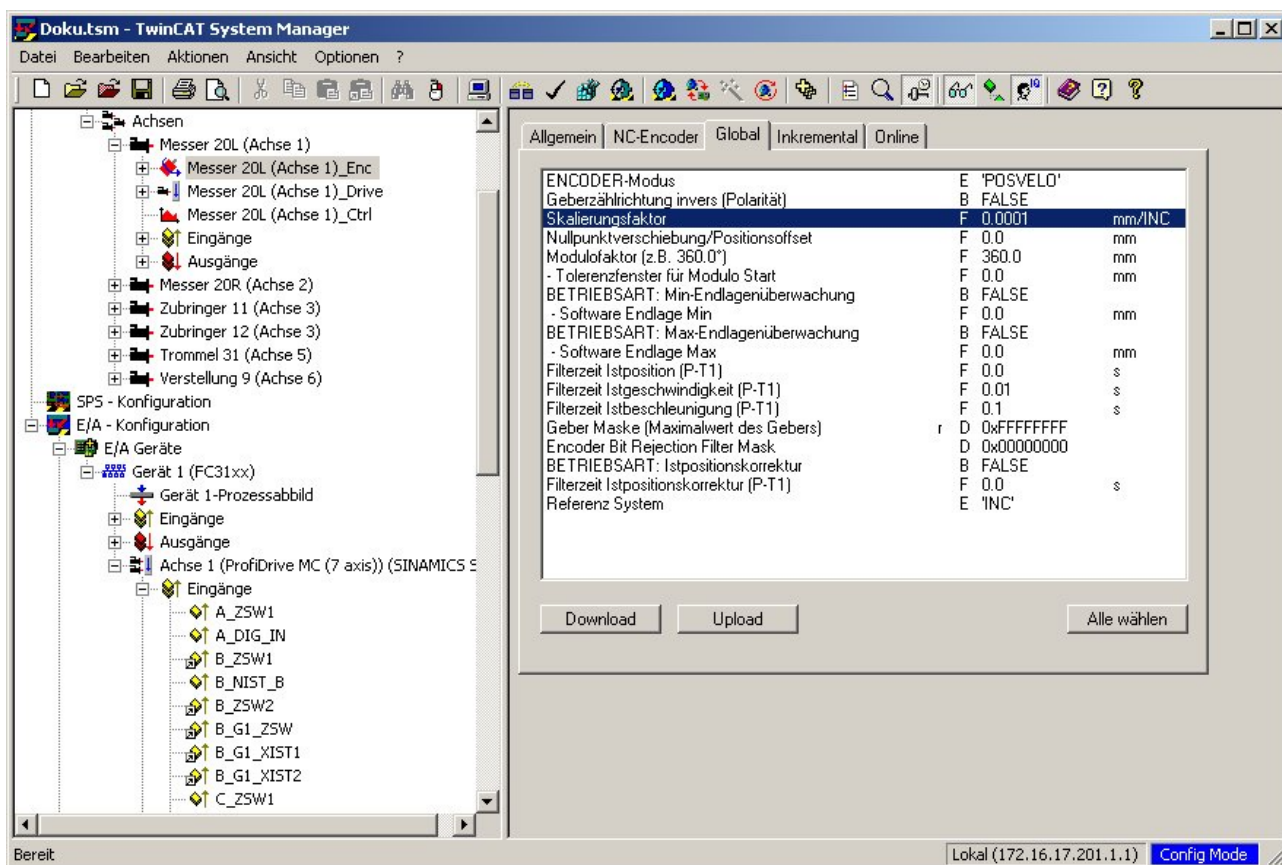 Doku.tsm - TwinCAT System Manager
Datei Bearbeiten Aktionen Ansicht Optionen ?
Achsen
Messer 20L (Achse 1)
Messer 20L (Achse 1)_Enc
Messer 20L (Achse 1)_Drive
Messer 20L (Achse 1)_Ctrl
Eingänge
Ausgänge
Messer 20R (Achse 2)
Zubringer 11 (Achse 3)
Zubringer 12 (Achse 3)
Trommel 31 (Achse 5)
Verstellung 9 (Achse 6)
SPS - Konfiguration
E/A - Konfiguration
E/A Geräte
Gerät 1 (FC31xx)
Gerät 1-Prozessabbild
Eingänge
Ausgänge
Achse 1 (ProfiDrive MC (7 axis)) (SINAMICS S
Eingänge
A_ZSW1
A_DIG_IN
B_ZSW1
B_NIST_B
B_ZSW2
B_G1_ZSW
B_G1_XIST1
B_G1_XIST2
C_ZSW1
Allgemein NC-Encoder Global Inkremental Online
ENCODER-Modus E 'POSVELO'
Geberzählrichtung invers (Polarität) B FALSE
Skalierungsfaktor F 0.0001 mm/INC
Nullpunktverschiebung/Positionsoffset F 0.0 mm
Modulofaktor (z.B. 360.0°) F 360.0 mm
- Tolerenzfenster für Modulo Start F 0.0 mm
BETRIEBSART: Min-Endlagenüberwachung B FALSE
- Software Endlage Min F 0.0 mm
BETRIEBSART: Max-Endlagenüberwachung B FALSE
- Software Endlage Max F 0.0 mm
Filterzeit Istposition (P-T1) F 0.0 s
Filterzeit Istgeschwindigkeit (P-T1) F 0.01 s
Filterzeit Istbeschleunigung (P-T1) F 0.1 s
Geber Maske (Maximalwert des Gebers) r D 0xFFFFFFFF
Encoder Bit Rejection Filter Mask D 0x00000000
BETRIEBSART: Istpositionskorrektur B FALSE
Filterzeit Istpositionskorrektur (P-T1) F 0.0 s
Referenz System E 'INC'
Download Upload Alle wählen
Bereit Lokal (172.16.17.201.1.1) Config Mode